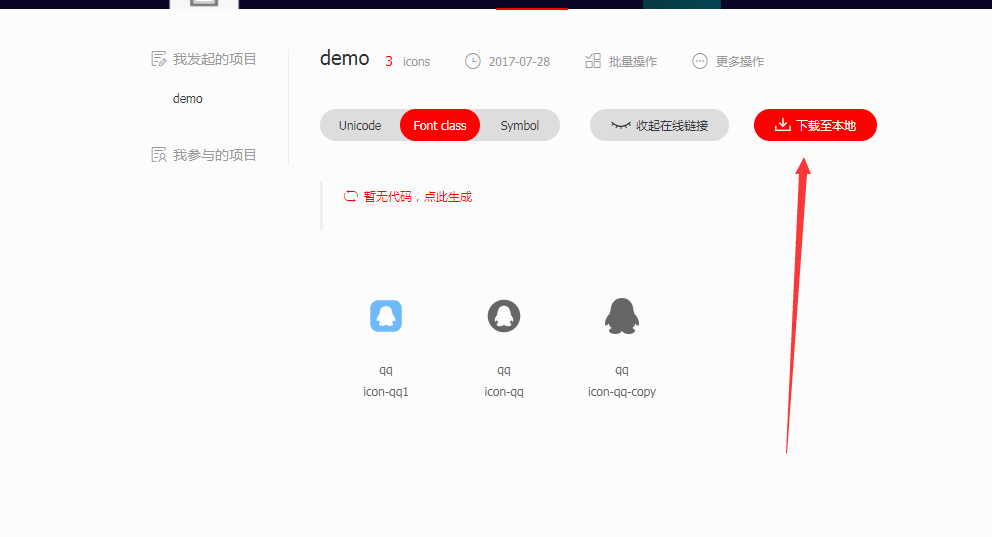 我发起的项目
demo
我参与的项目
demo 3 icons 2017-07-28 批量操作 更多操作
Unicode Font class Symbol 收起在线链接 下载至本地
暂无代码，点此生成
qq qq qq
icon-qq1 icon-qq icon-qq-copy